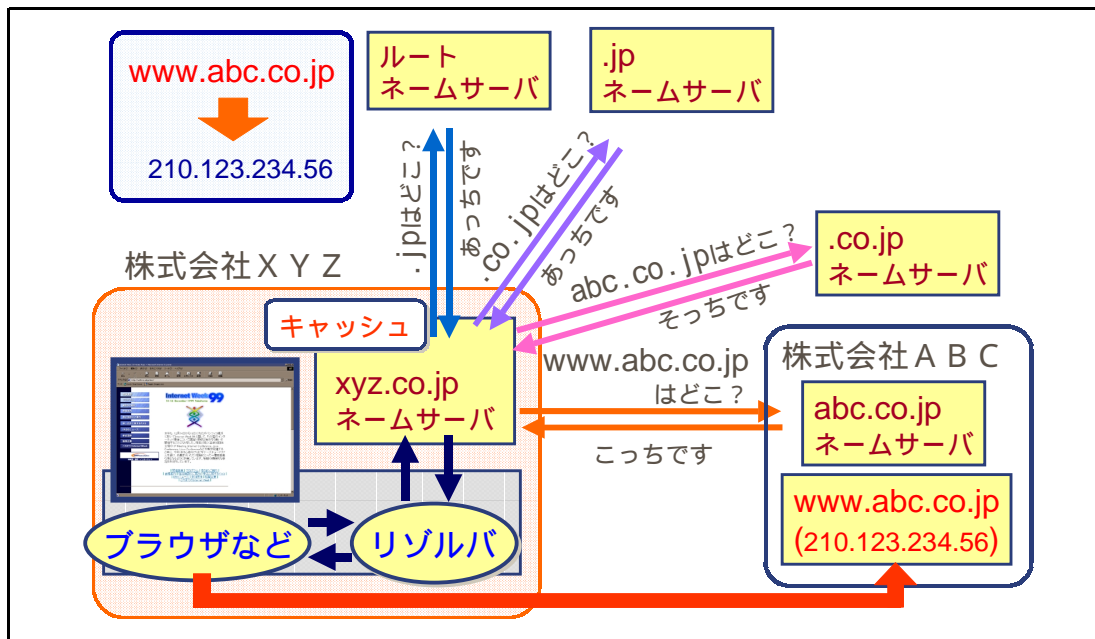 www.abc.co.jp
210.123.234.56
ルート
ネームサーバ
.jp
ネームサーバ
.jpはどこ?
あっちです
.co.jpはどこ?
あっちです
abc.co.jpはどこ?
そっちです
.co.jp
ネームサーバ
株式会社XYZ
キャッシュ
xyz.co.jp
ネームサーバ
Internet Week 99
www.abc.co.jp
はどこ?
こっちです
株式会社ABC
abc.co.jp
ネームサーバ
www.abc.co.jp
(210.123.234.56)
ブラウザなど
リゾルバ